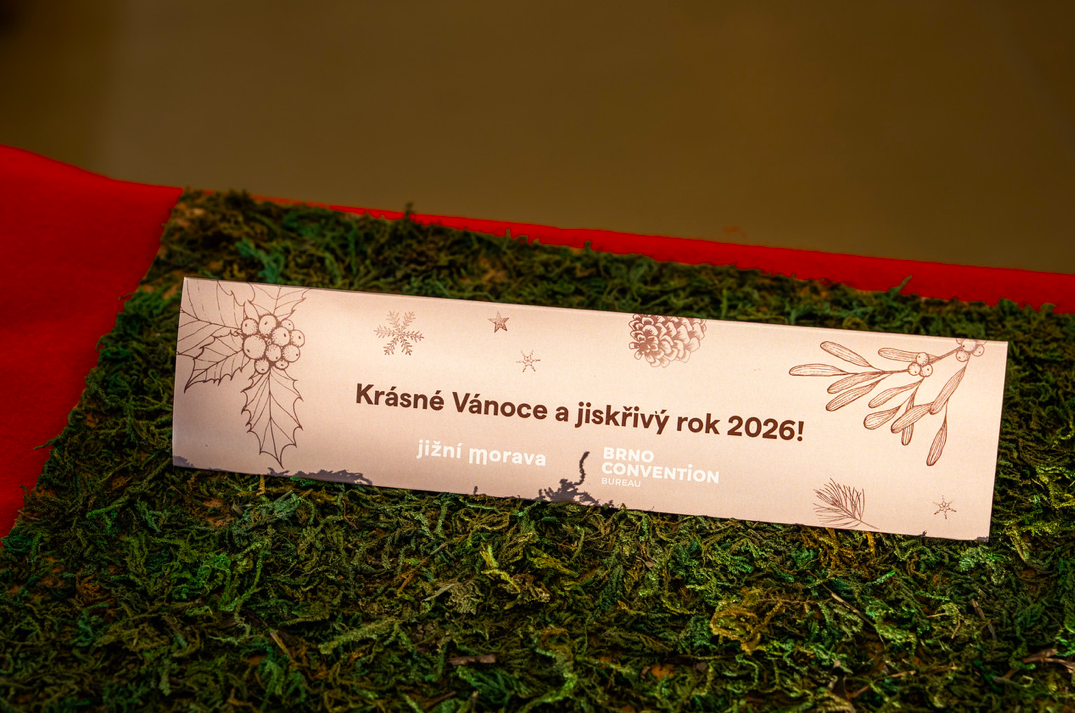 Krásné Vánoce a jiskřivý rok 2026!
jižní morava
BRNO
CONVENTION
BUREAU